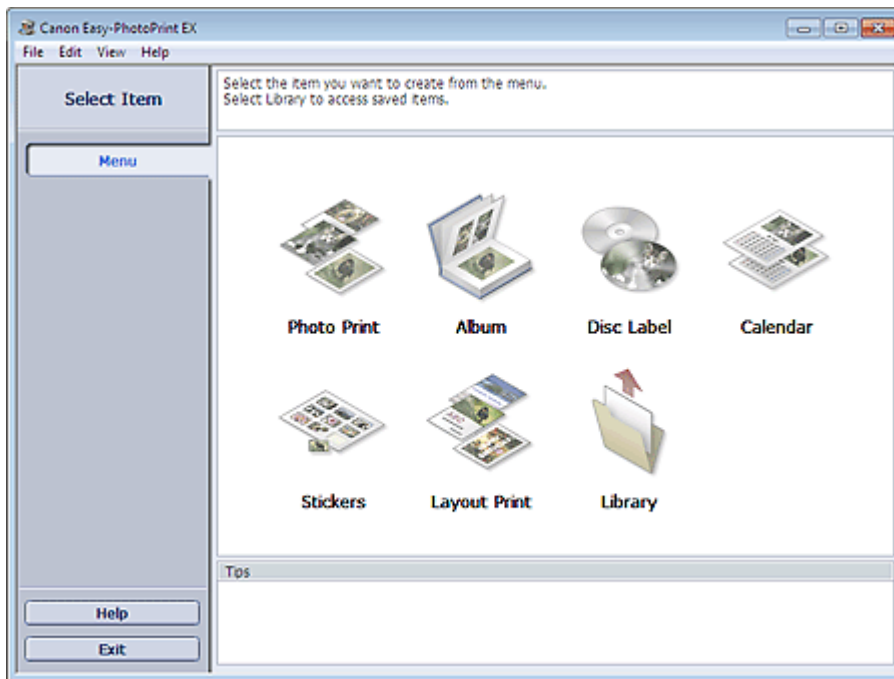 Canon Easy-PhotoPrint EX
File Edit View Help
Select Item
Select the item you want to create from the menu.
Select Library to access saved items.
Menu
Photo Print
Album
Disc Label
Calendar
Stickers
Layout Print
Library
Tips
Help
Exit